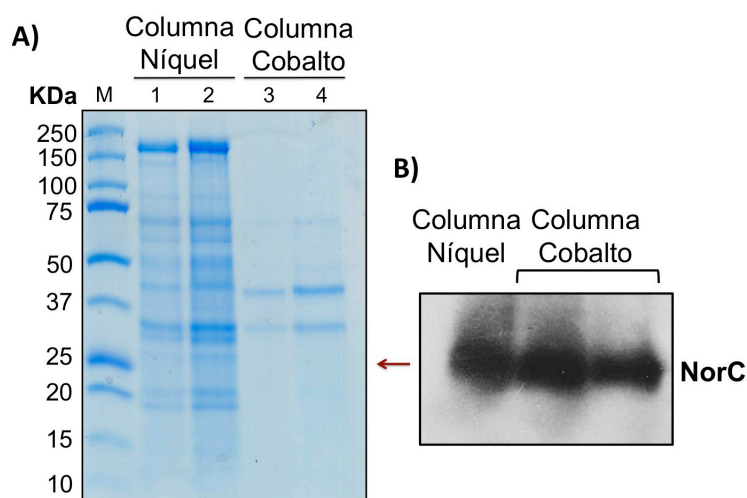 A)
Columna Columna
Níquel Cobalto
KDa M 1 2 3 4
250
150
100
75
50
37
25
20
15
10
B)
Columna Columna
Níquel Cobalto
NorC